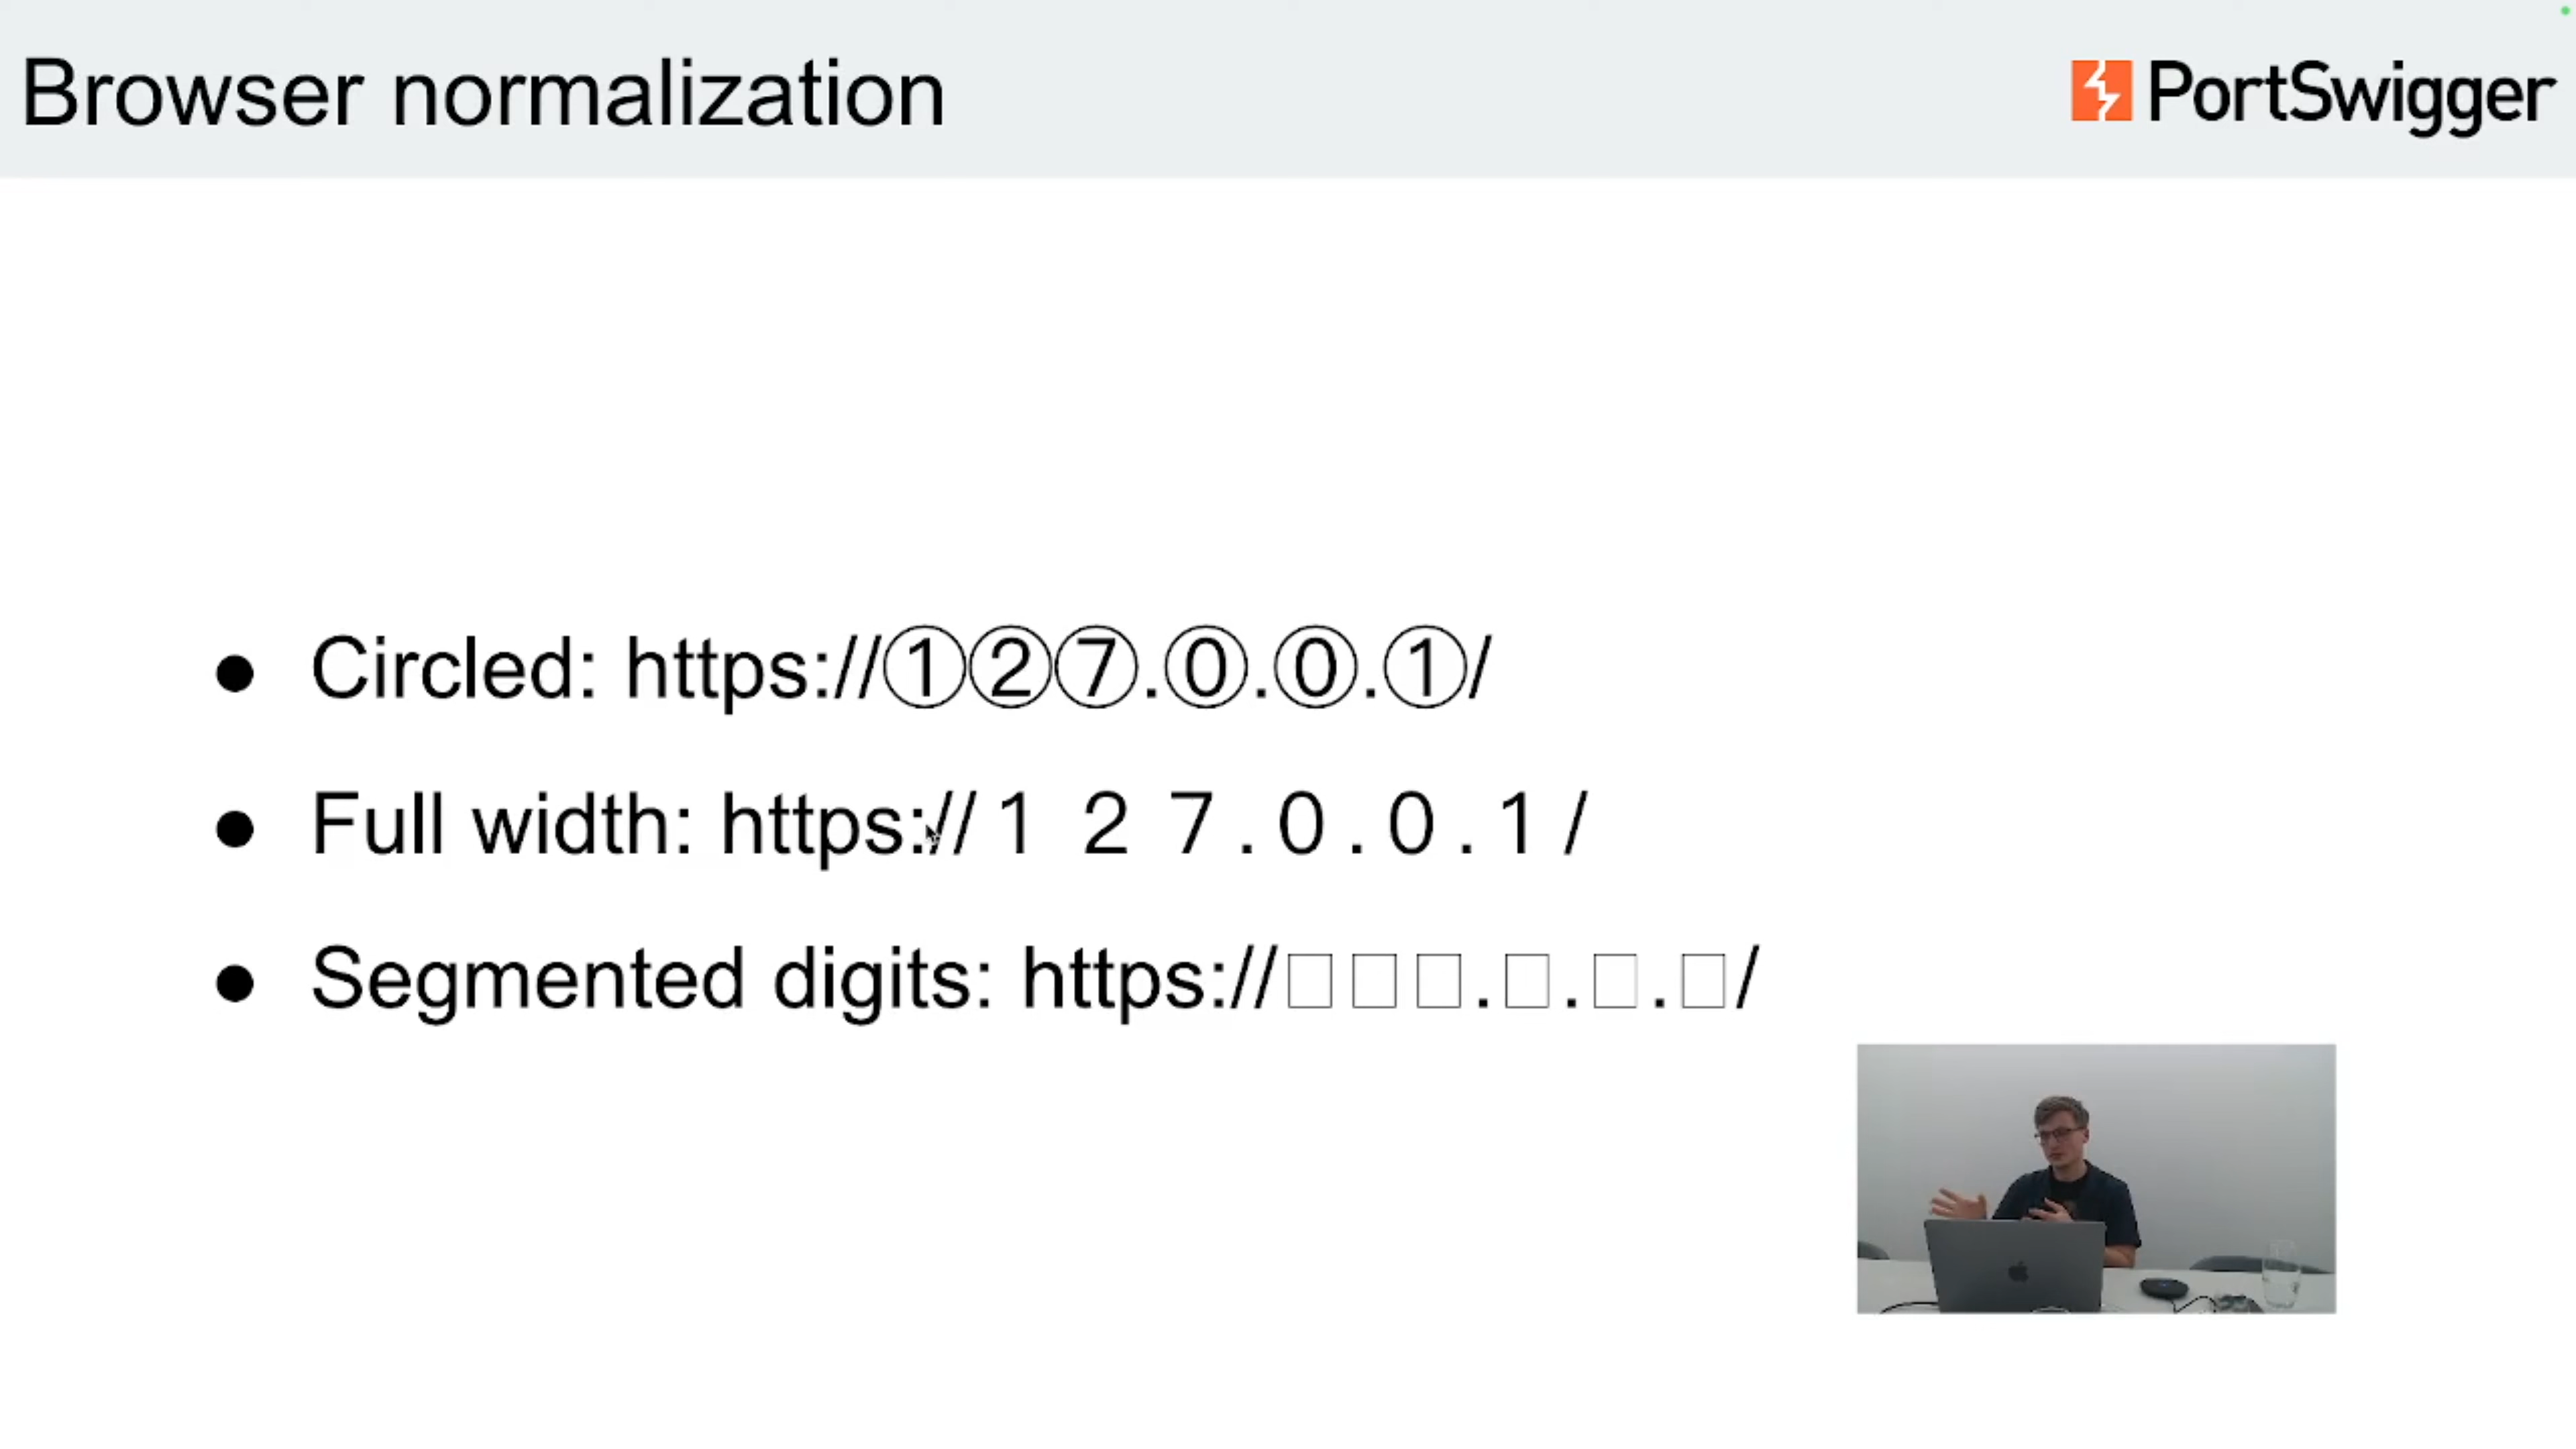 Browser normalization
PortSwigger
● Circled: https://①②⑦.⓪.⓪.①/
● Full width: https://127.0.0.1/
● Segmented digits: https://□□□.□.□.□/